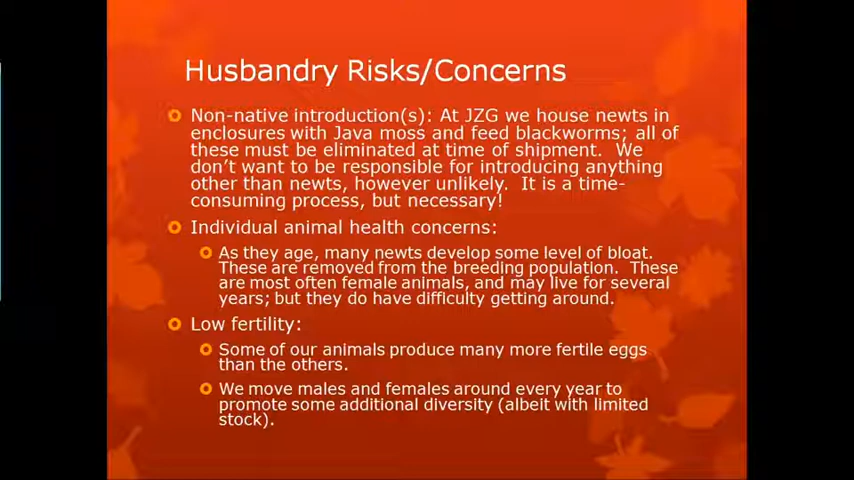 Husbandry Risks/Concerns
Non-native introduction(s): At JZG we house newts in
enclosures with Java moss and feed blackworms; all of
these must be eliminated at time of shipment. We
don't want to be responsible for introducing anything
other than newts, however unlikely. It is a time-
consuming process, but necessary!
Individual animal health concerns:
As they age, many newts develop some level of bloat.
These are removed from the breeding population. These
are most often female animals, and may live for several
years; but they do have difficulty getting around.
Low fertility:
Some of our animals produce many more fertile eggs
than the others.
We move males and females around every year to
promote some additional diversity (albeit with limited
stock).